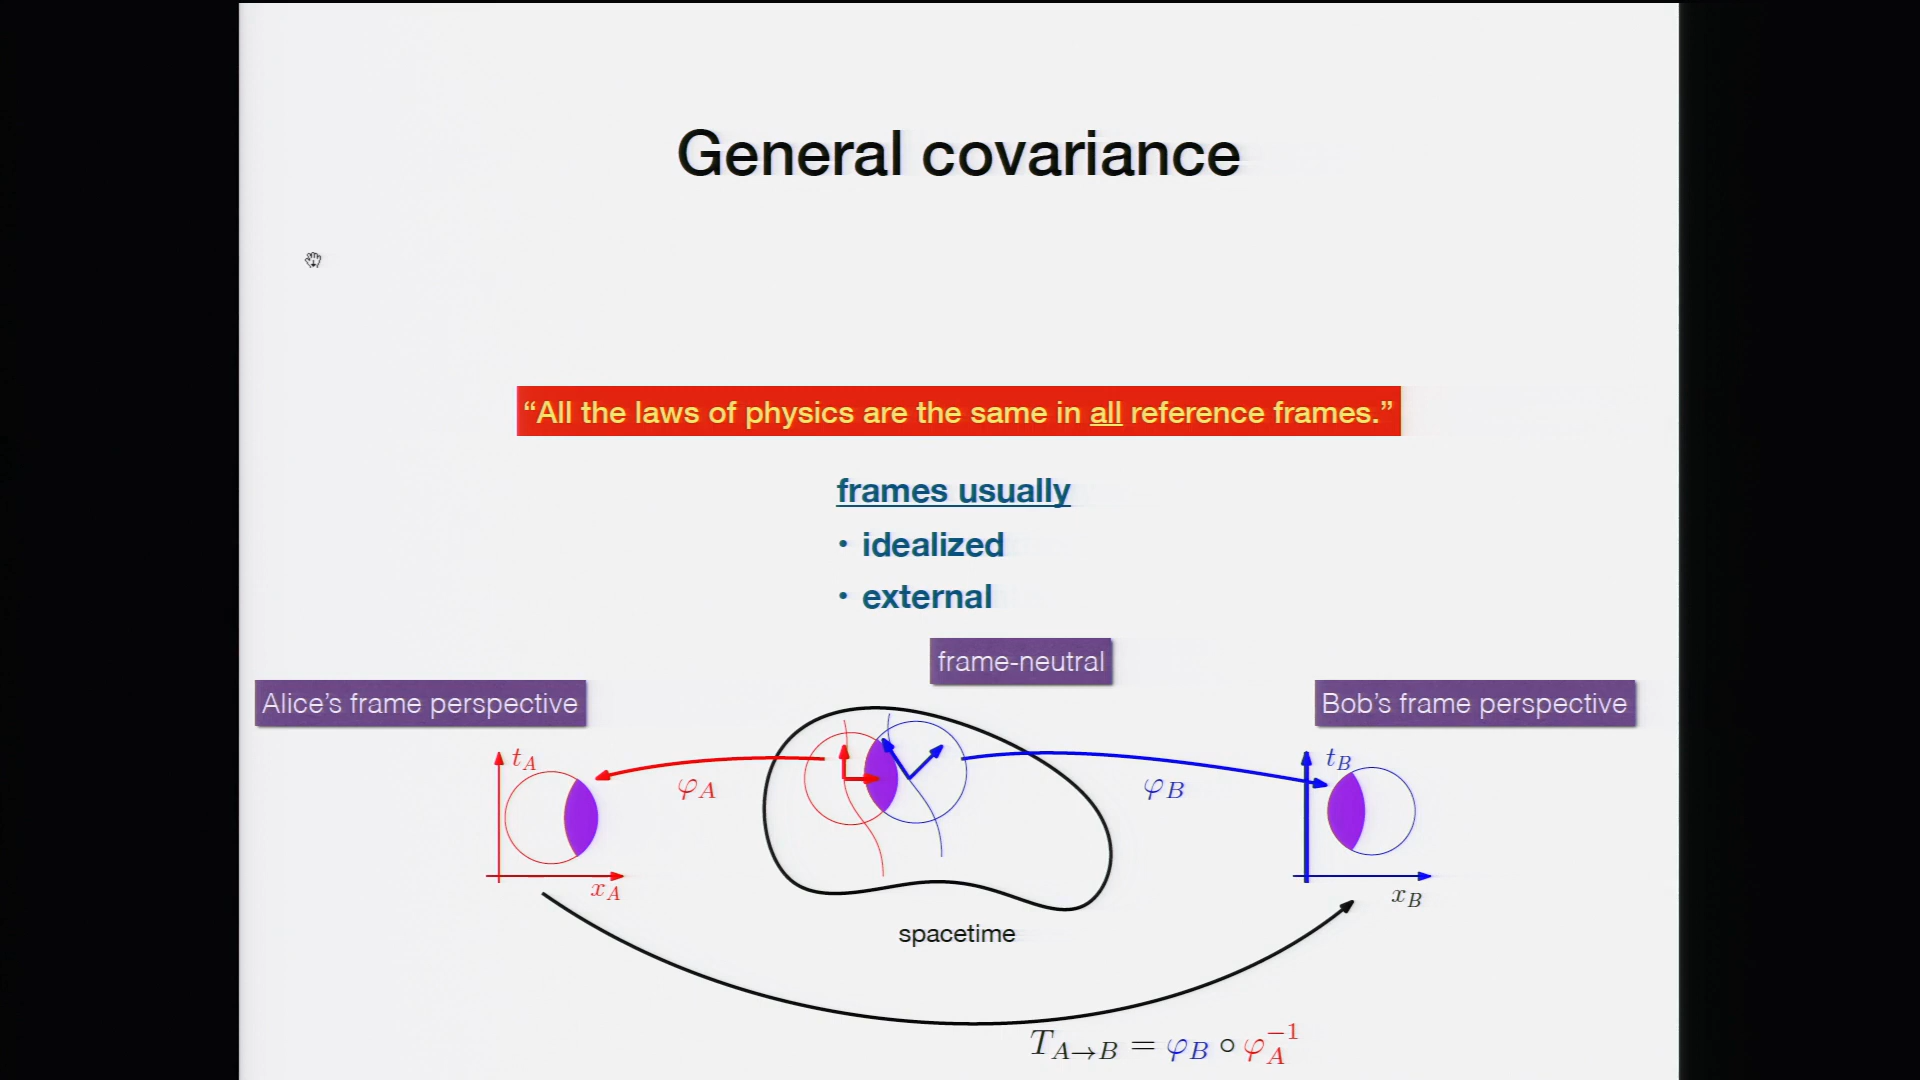 General covariance
“All the laws of physics are the same in all reference frames.”
frames usually
• idealized
• external
frame-neutral
Alice’s frame perspective
Bob’s frame perspective
t_A
t_B
φ_A
φ_B
x_A
x_B
spacetime
T_{A→B} = φ_B ∘ φ_A^{-1}